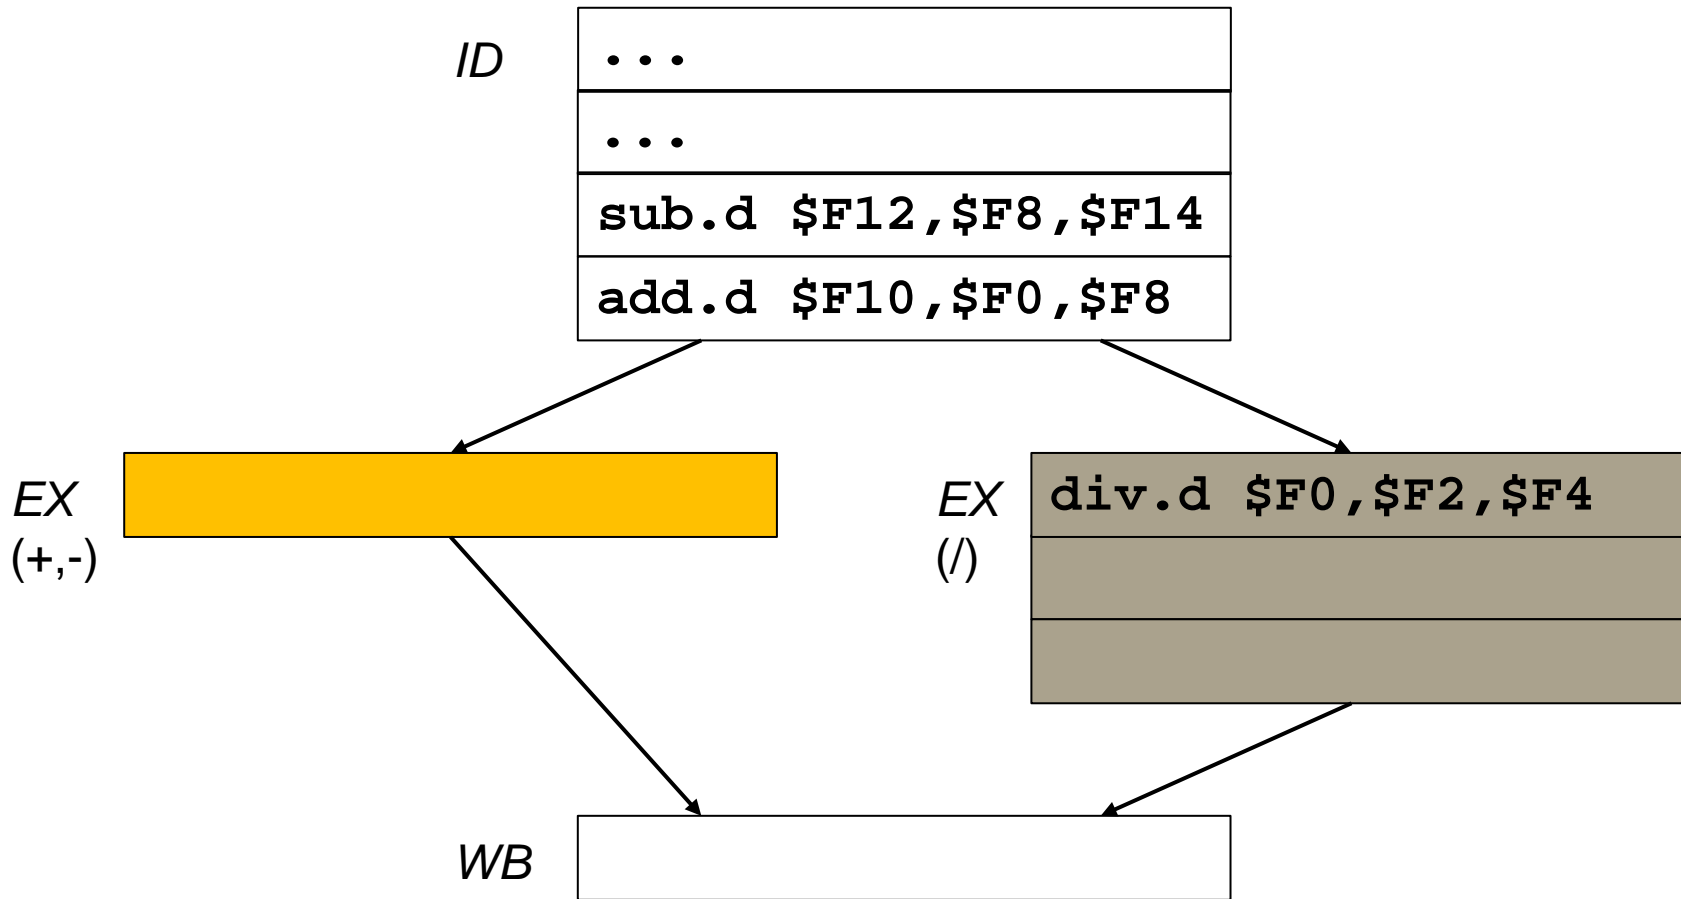 ID
...
...
sub.d $F12,$F8,$F14
add.d $F10,$F0,$F8
EX
(+,-)
EX
(/)
div.d $F0,$F2,$F4
WB